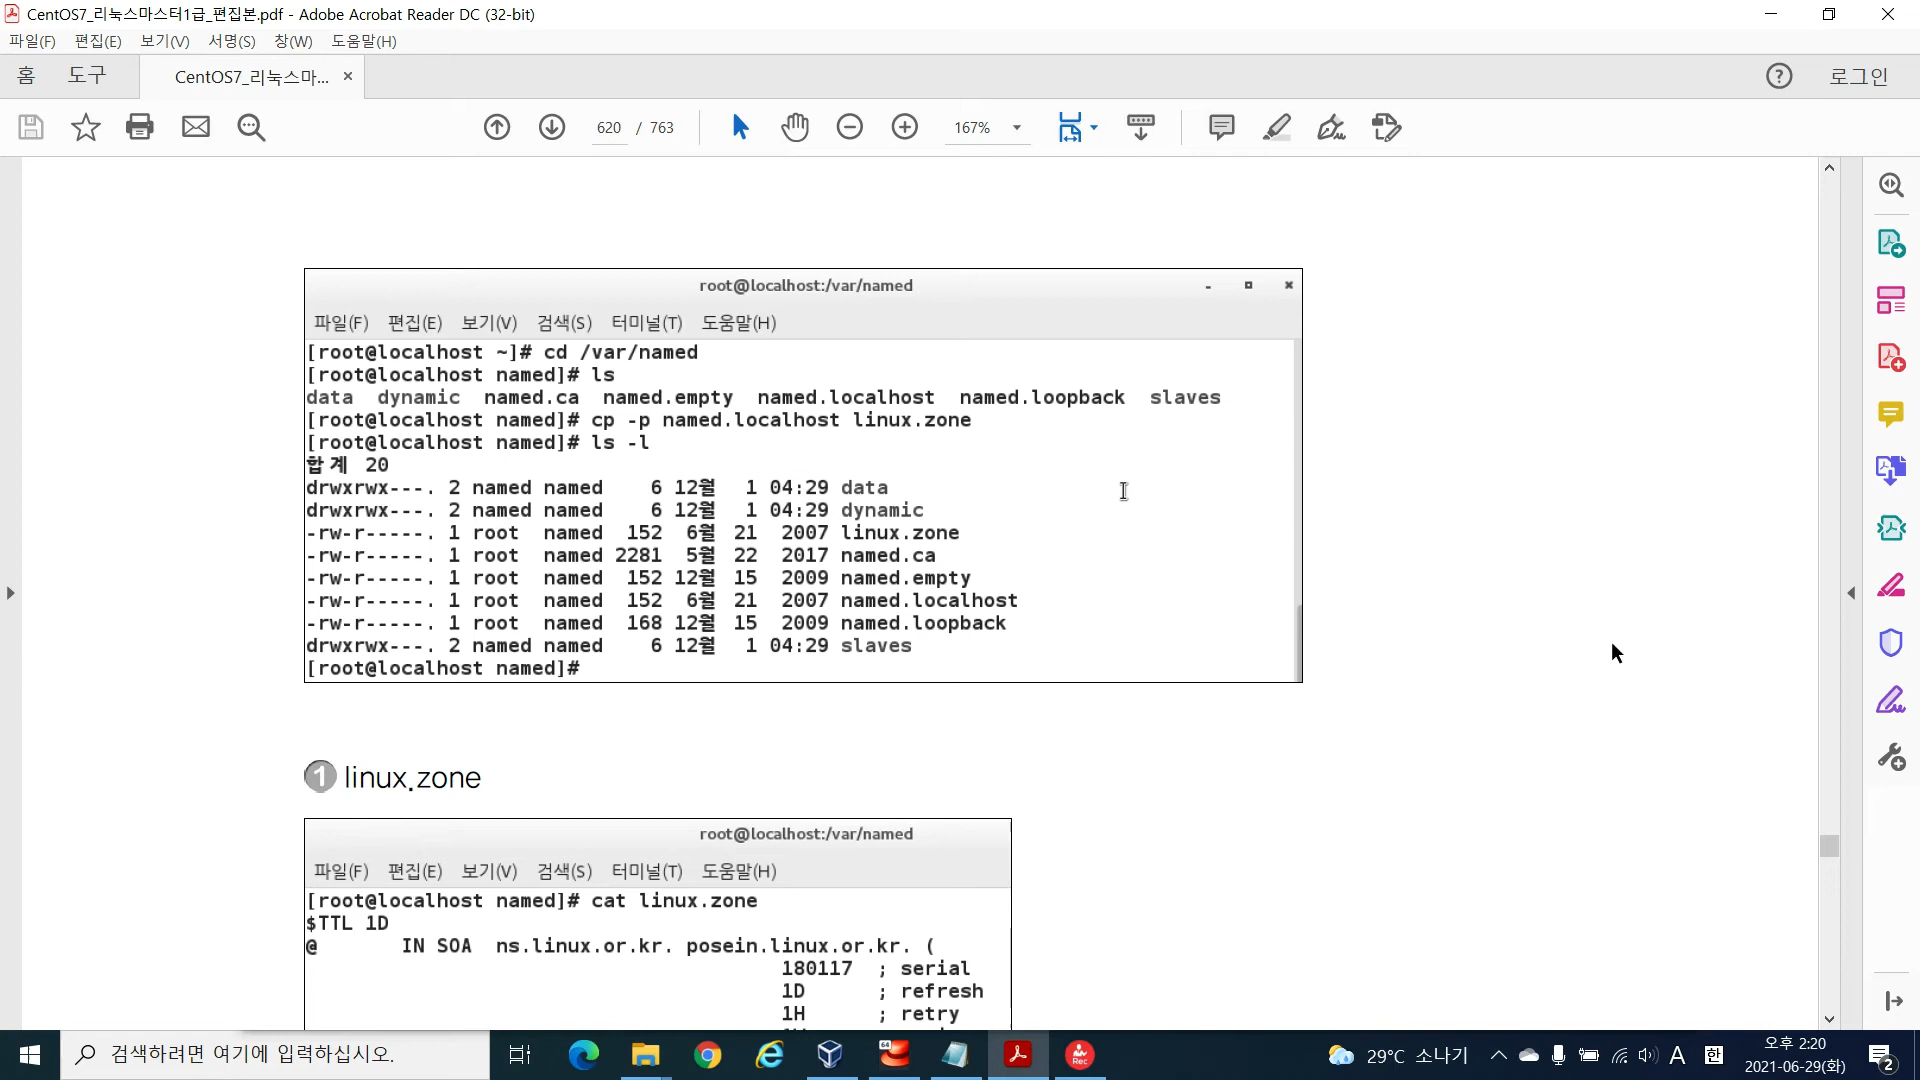 CentOS7_리눅스마스터1급_편집본.pdf - Adobe Acrobat Reader DC (32-bit)
파일(F) 편집(E) 보기(V) 서명(S) 창(W) 도움말(H)
홈 도구 CentOS7_리눅스마... × 로그인
620 / 763 167%
root@localhost:/var/named
파일(F) 편집(E) 보기(V) 검색(S) 터미널(T) 도움말(H)
[root@localhost ~]# cd /var/named
[root@localhost named]# ls
data dynamic named.ca named.empty named.localhost named.loopback slaves
[root@localhost named]# cp -p named.localhost linux.zone
[root@localhost named]# ls -l
합계 20
drwxrwx---. 2 named named 6 12월 1 04:29 data
drwxrwx---. 2 named named 6 12월 1 04:29 dynamic
-rw-r-----. 1 root named 152 6월 21 2007 linux.zone
-rw-r-----. 1 root named 2281 5월 22 2017 named.ca
-rw-r-----. 1 root named 152 12월 15 2009 named.empty
-rw-r-----. 1 root named 152 6월 21 2007 named.localhost
-rw-r-----. 1 root named 168 12월 15 2009 named.loopback
drwxrwx---. 2 named named 6 12월 1 04:29 slaves
[root@localhost named]#
1 linux.zone
root@localhost:/var/named
파일(F) 편집(E) 보기(V) 검색(S) 터미널(T) 도움말(H)
[root@localhost named]# cat linux.zone
$TTL 1D
@ IN SOA ns.linux.or.kr. posein.linux.or.kr. (
180117 ; serial
1D ; refresh
1H ; retry
검색하려면 여기에 입력하십시오.
64
Rec
29°C 소나기
A 한
오후 2:20
2021-06-29(화)
2